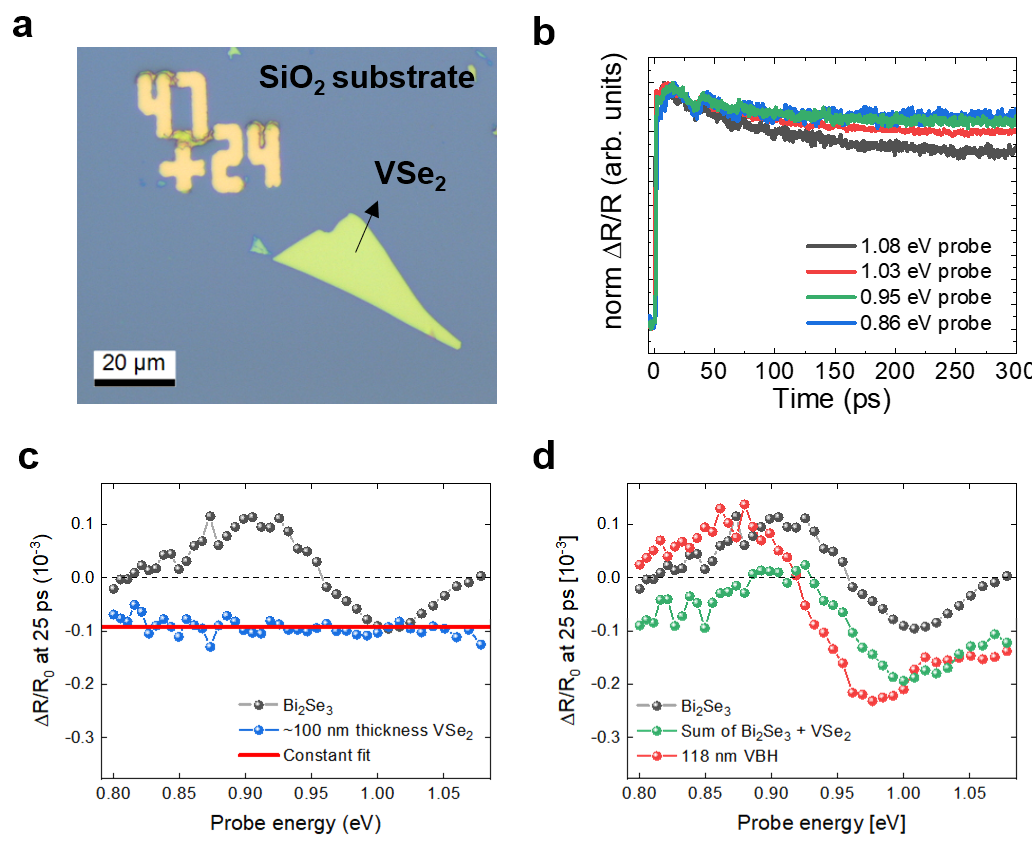 a
SiO₂ substrate
47
+24
VSe₂
20 µm
b
norm ΔR/R (arb. units)
1.08 eV probe
1.03 eV probe
0.95 eV probe
0.86 eV probe
0 50 100 150 200 250 300
Time (ps)
c
ΔR/R₀ at 25 ps (10⁻³)
0.1
0.0
-0.1
-0.2
-0.3
Bi₂Se₃
~100 nm thickness VSe₂
Constant fit
0.80 0.85 0.90 0.95 1.00 1.05
Probe energy (eV)
d
ΔR/R₀ at 25 ps [10⁻³]
0.1
0.0
-0.1
-0.2
-0.3
Bi₂Se₃
Sum of Bi₂Se₃ + VSe₂
118 nm VBH
0.80 0.85 0.90 0.95 1.00 1.05
Probe energy [eV]